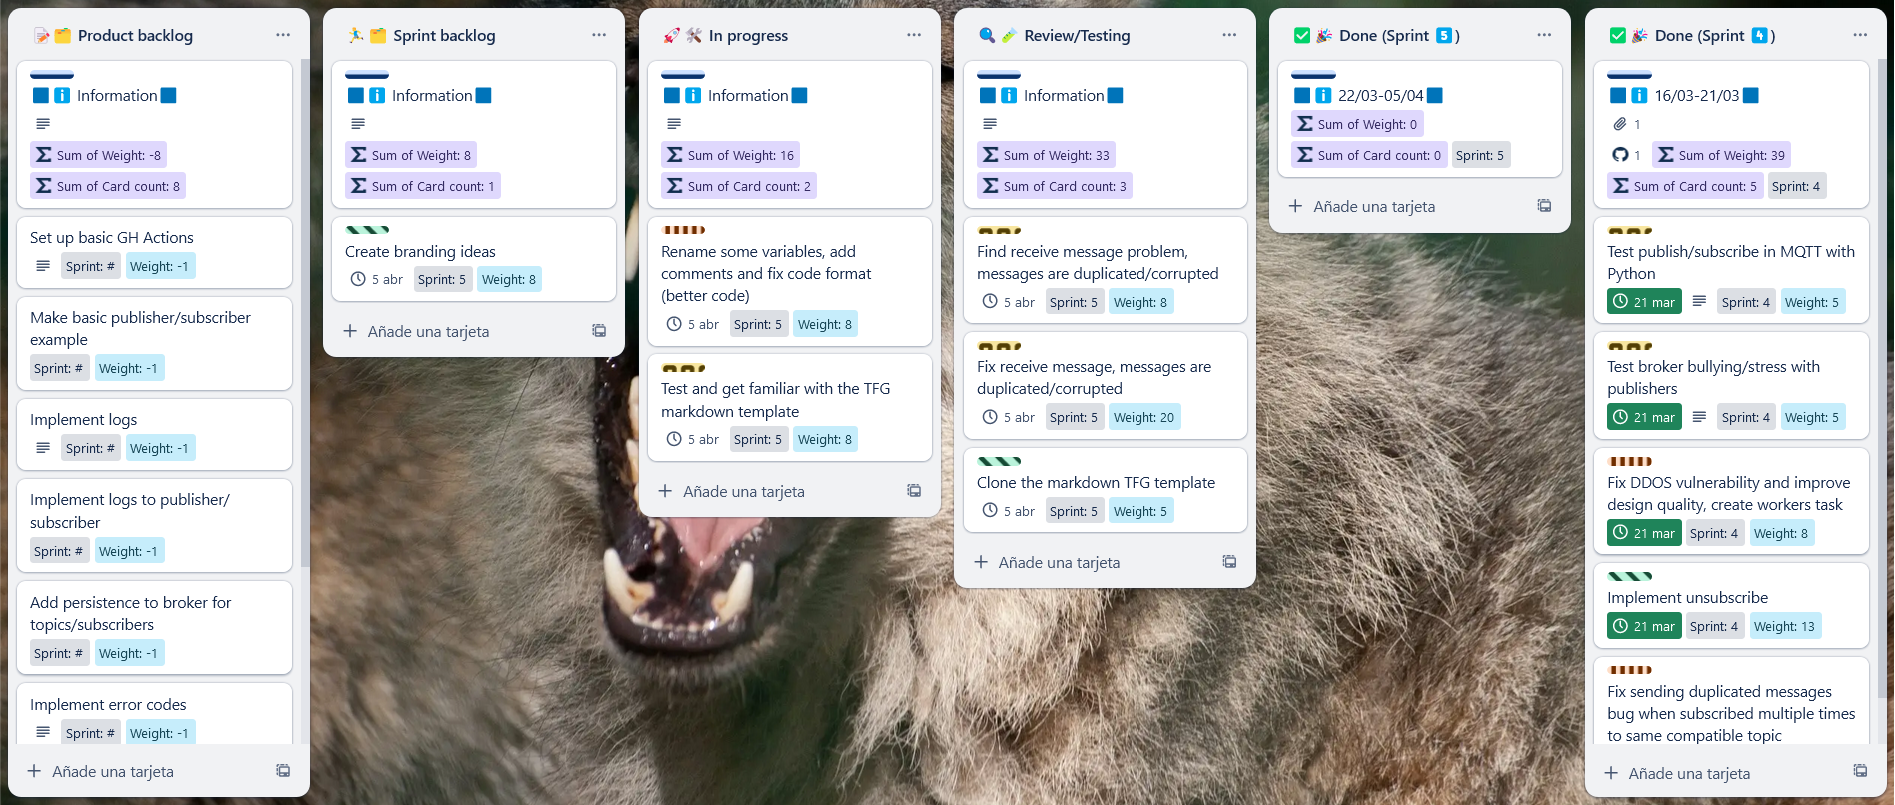 Product backlog
Information
Sum of Weight: -8
Sum of Card count: 8
Set up basic GH Actions
Sprint: # Weight: -1
Make basic publisher/subscriber
example
Sprint: # Weight: -1
Implement logs
Sprint: # Weight: -1
Implement logs to publisher/
subscriber
Sprint: # Weight: -1
Add persistence to broker for
topics/subscribers
Sprint: # Weight: -1
Implement error codes
Sprint: # Weight: -1
Añade una tarjeta
Sprint backlog
Information
Sum of Weight: 8
Sum of Card count: 1
Create branding ideas
5 abr Sprint: 5 Weight: 8
Añade una tarjeta
In progress
Information
Sum of Weight: 16
Sum of Card count: 2
Rename some variables, add
comments and fix code format
(better code)
5 abr Sprint: 5 Weight: 8
Test and get familiar with the TFG
markdown template
5 abr Sprint: 5 Weight: 8
Añade una tarjeta
Review/Testing
Information
Sum of Weight: 33
Sum of Card count: 3
Find receive message problem,
messages are duplicated/corrupted
5 abr Sprint: 5 Weight: 8
Fix receive message, messages are
duplicated/corrupted
5 abr Sprint: 5 Weight: 20
Clone the markdown TFG template
5 abr Sprint: 5 Weight: 5
Añade una tarjeta
Done (Sprint 5)
22/03-05/04
Sum of Weight: 0
Sum of Card count: 0 Sprint: 5
Añade una tarjeta
Done (Sprint 4)
16/03-21/03
1
1 Sum of Weight: 39
Sum of Card count: 5 Sprint: 4
Test publish/subscribe in MQTT with
Python
21 mar Sprint: 4 Weight: 5
Test broker bullying/stress with
publishers
21 mar Sprint: 4 Weight: 5
Fix DDOS vulnerability and improve
design quality, create workers task
21 mar Sprint: 4 Weight: 8
Implement unsubscribe
21 mar Sprint: 4 Weight: 13
Fix sending duplicated messages
bug when subscribed multiple times
to same compatible topic
Añade una tarjeta